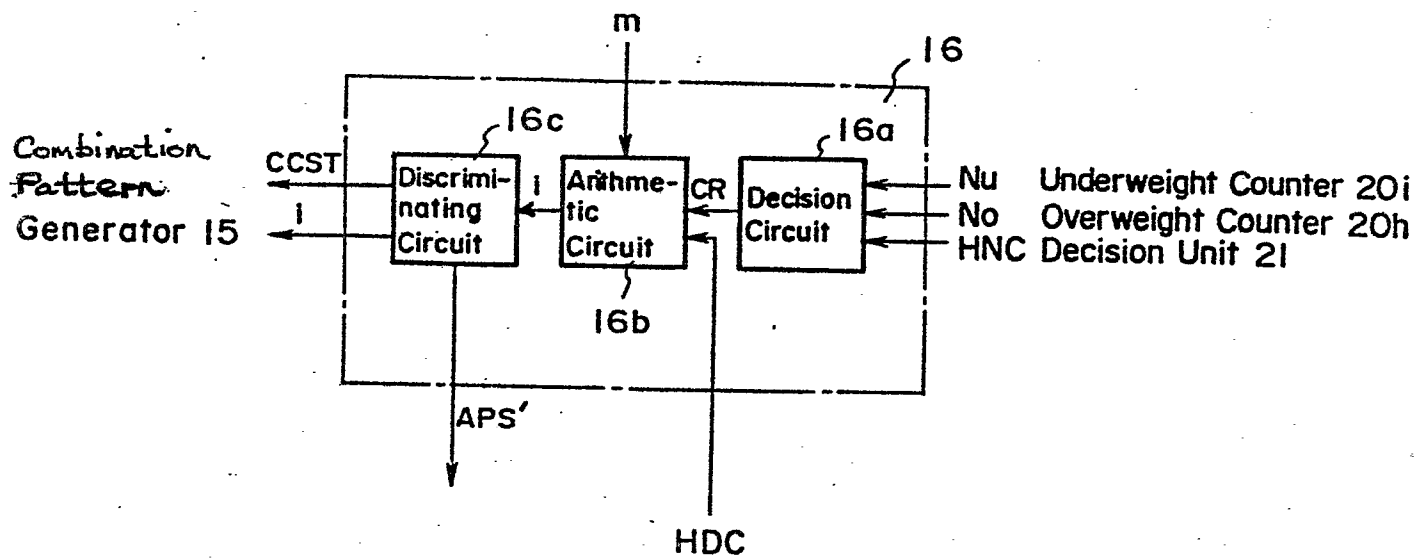 m
16
16c
16a
Combination
Pattern
Generator 15
CCST
i
Discrimi-
nating
Circuit
i
Arithme-
tic
Circuit
CR
Decision
Circuit
Nu Underweight Counter 20i
No Overweight Counter 20h
HNC Decision Unit 21
16b
APS'
HDC